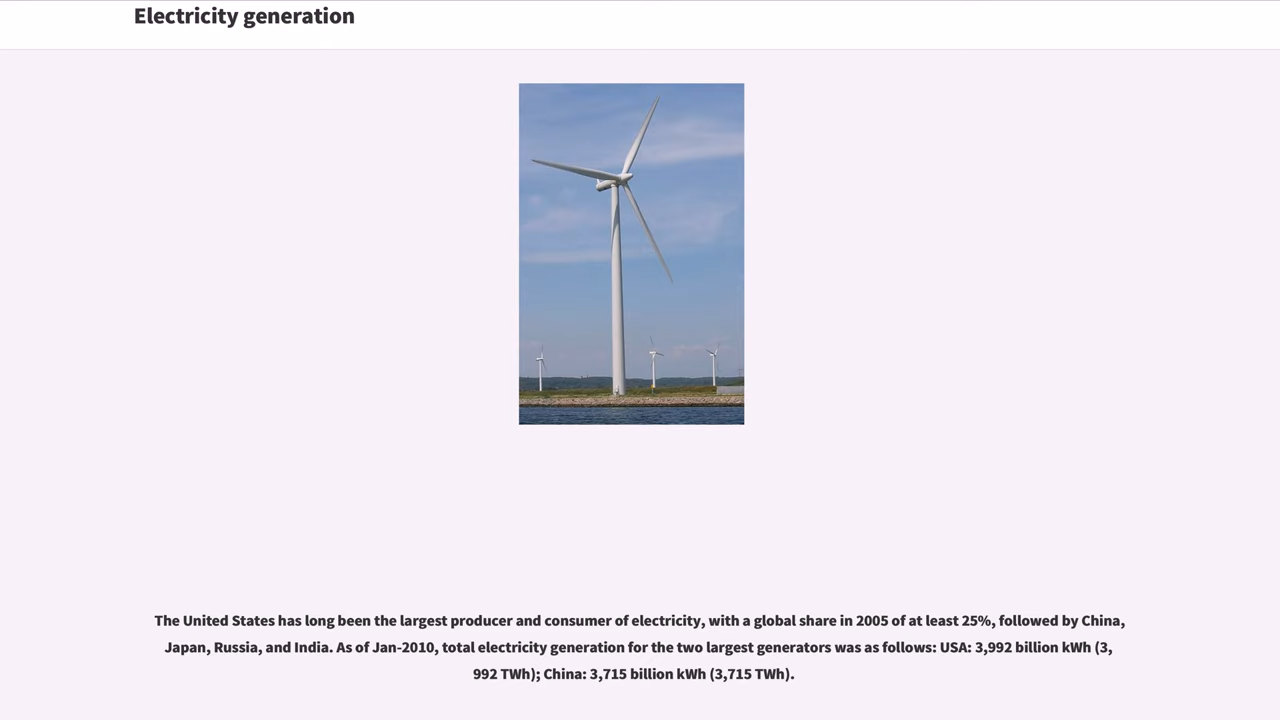 Electricity generation
The United States has long been the largest producer and consumer of electricity, with a global share in 2005 of at least 25%, followed by China,
Japan, Russia, and India. As of Jan-2010, total electricity generation for the two largest generators was as follows: USA: 3,992 billion kWh (3,
992 TWh); China: 3,715 billion kWh (3,715 TWh).